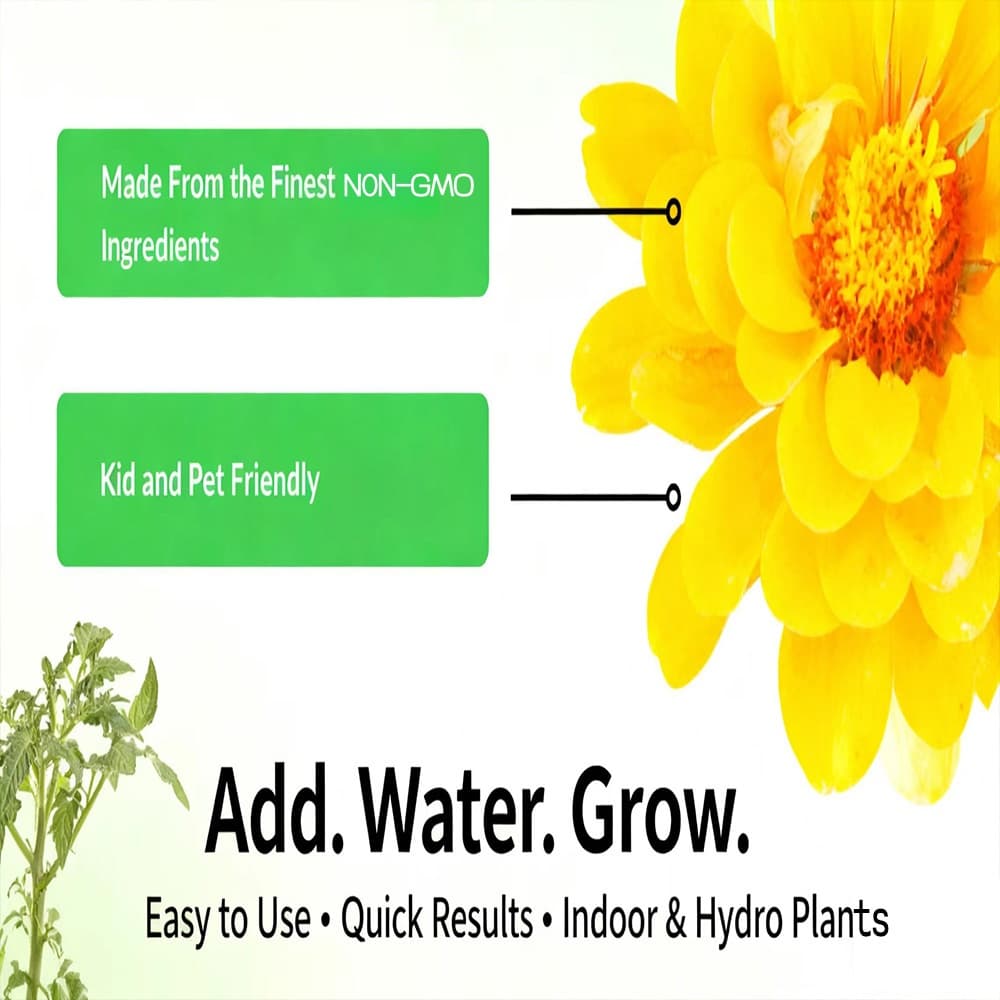 Made From the Finest NON-GMO
Ingredients
Kid and Pet Friendly
Add. Water. Grow.
Easy to Use • Quick Results • Indoor & Hydro Plants